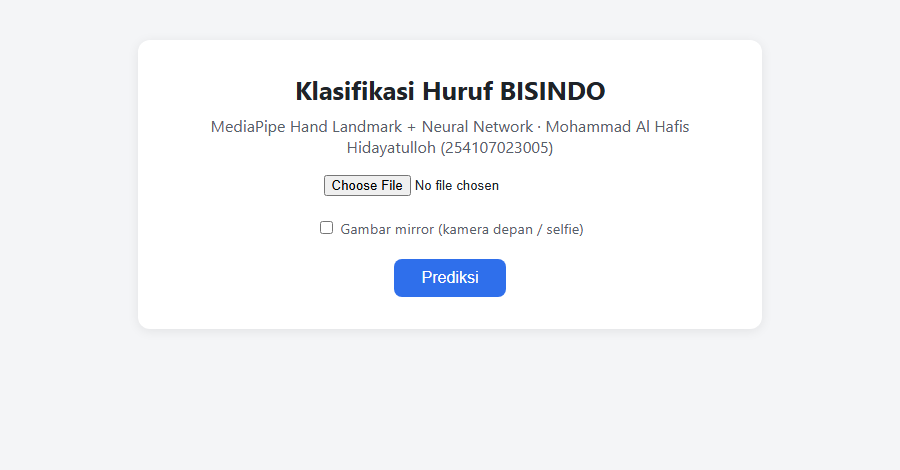 Klasifikasi Huruf BISINDO
MediaPipe Hand Landmark + Neural Network · Mohammad Al Hafis
Hidayatulloh (254107023005)
Choose File No file chosen
Gambar mirror (kamera depan / selfie)
Prediksi